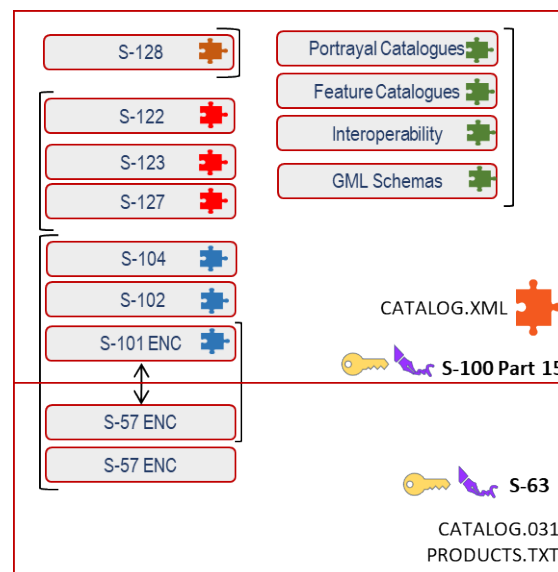 S-128
S-122
S-123
S-127
S-104
S-102
S-101 ENC
S-57 ENC
S-57 ENC
Portrayal Catalogues
Feature Catalogues
Interoperability
GML Schemas
CATALOG.XML
S-100 Part 15
S-63
CATALOG.031
PRODUCTS.TXT